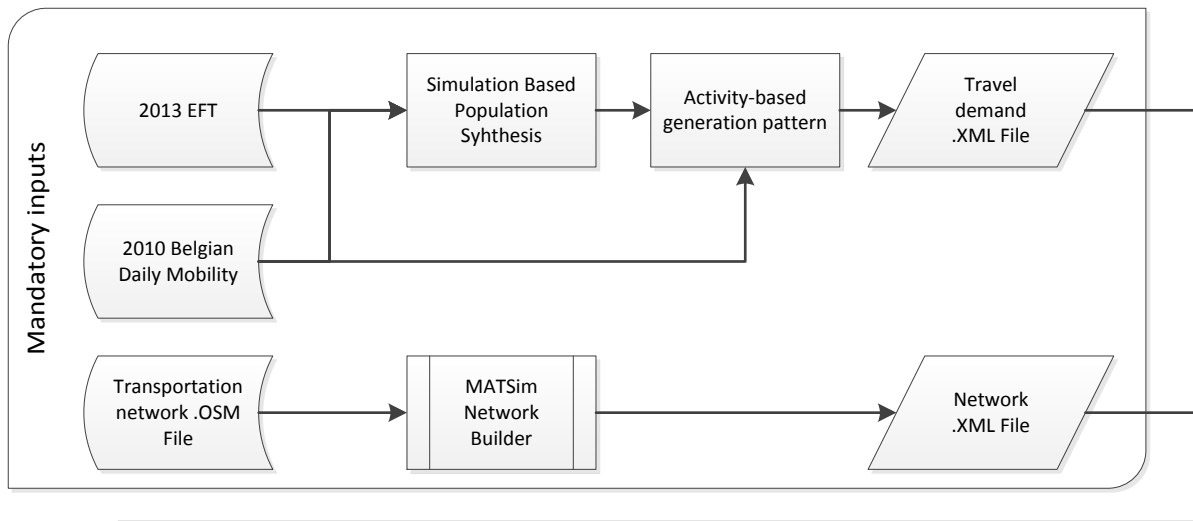 Mandatory inputs
2013 EFT
Simulation Based
Population
Syhthesis
Activity-based
generation pattern
Travel
demand
.XML File
2010 Belgian
Daily Mobility
Transportation
network .OSM
File
MATSim
Network
Builder
Network
.XML File